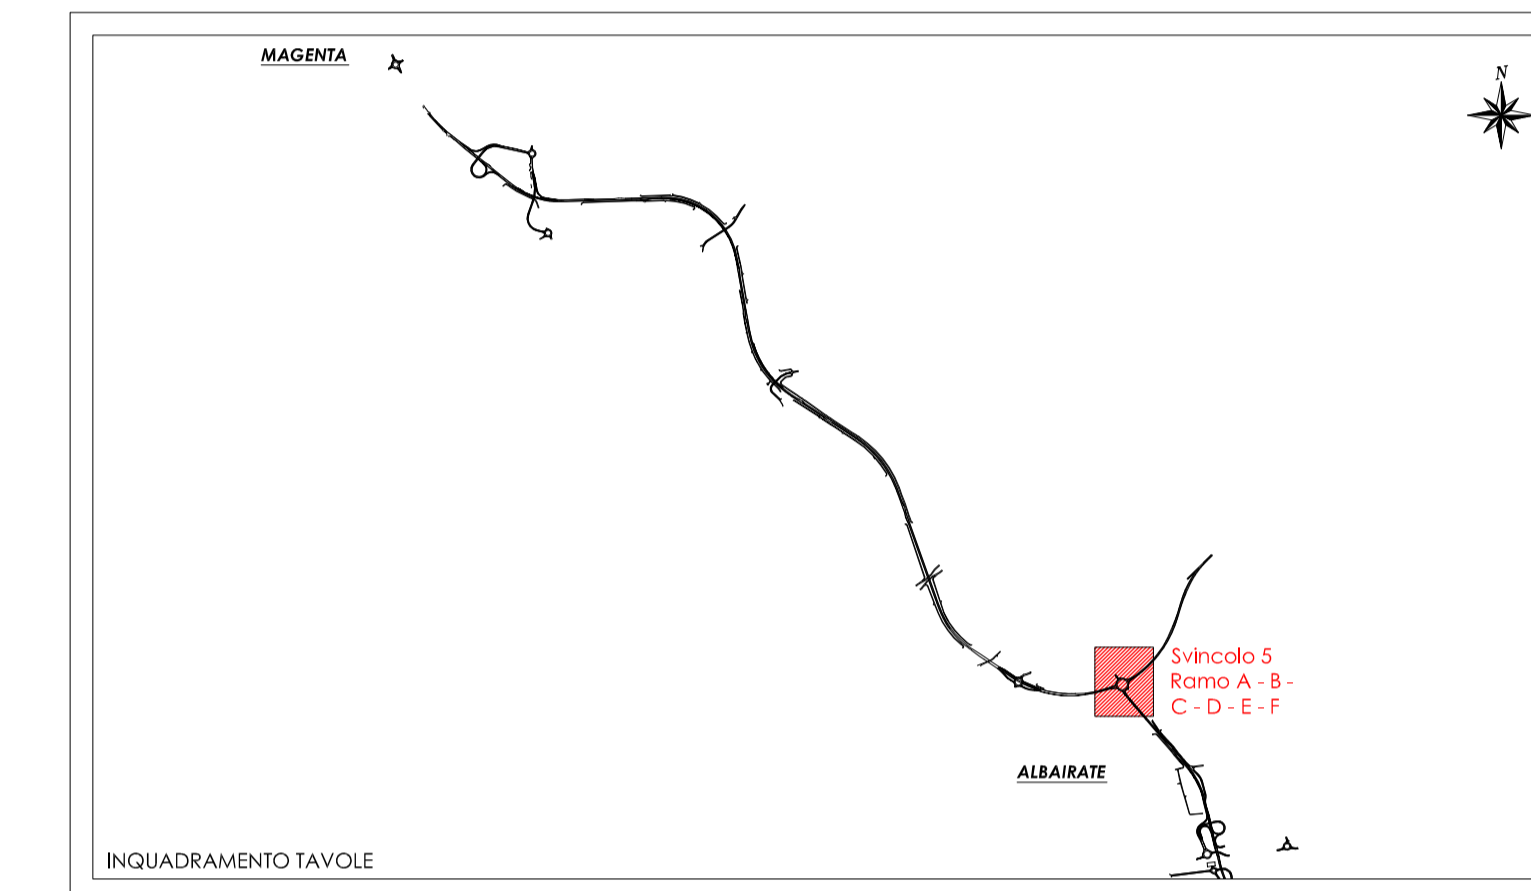 MAGENTA
N
Svincolo 5
Ramo A - B -
C - D - E - F
ALBAIRATE
INQUADRAMENTO TAVOLE